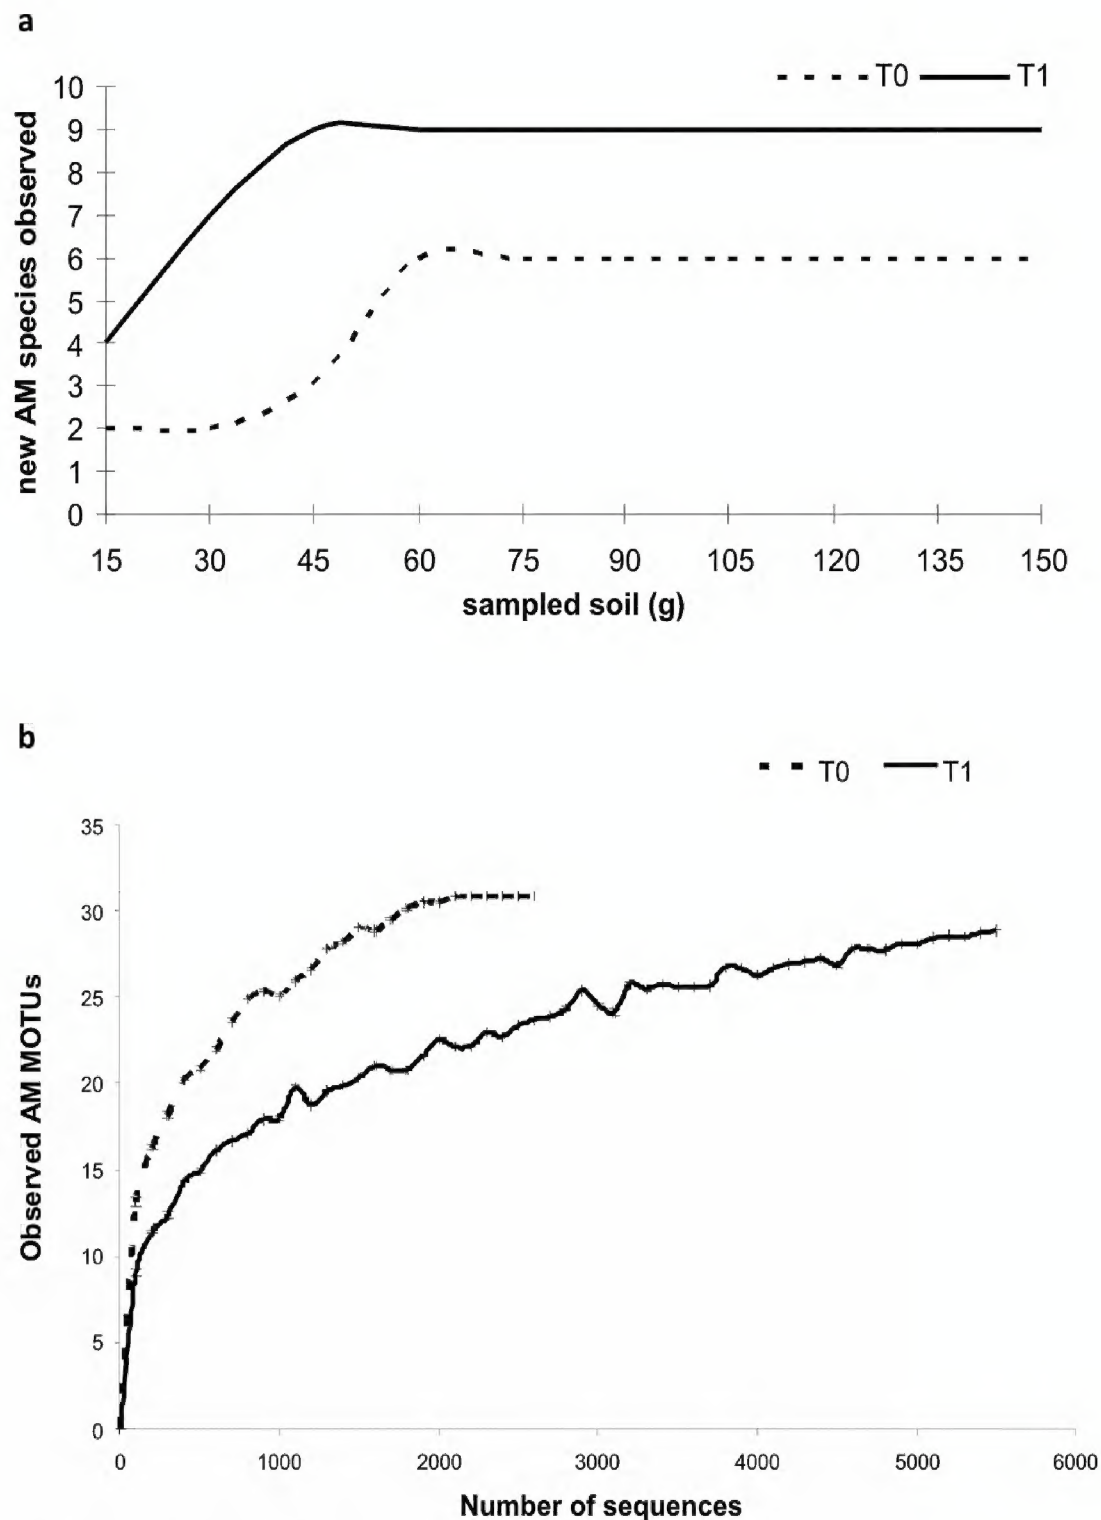 a
T0 T1
new AM species observed
10
9
8
7
6
5
4
3
2
1
0
15 30 45 60 75 90 105 120 135 150
sampled soil (g)
b
T0 T1
Observed AM MOTUs
35
30
25
20
15
10
5
0
0 1000 2000 3000 4000 5000 6000
Number of sequences